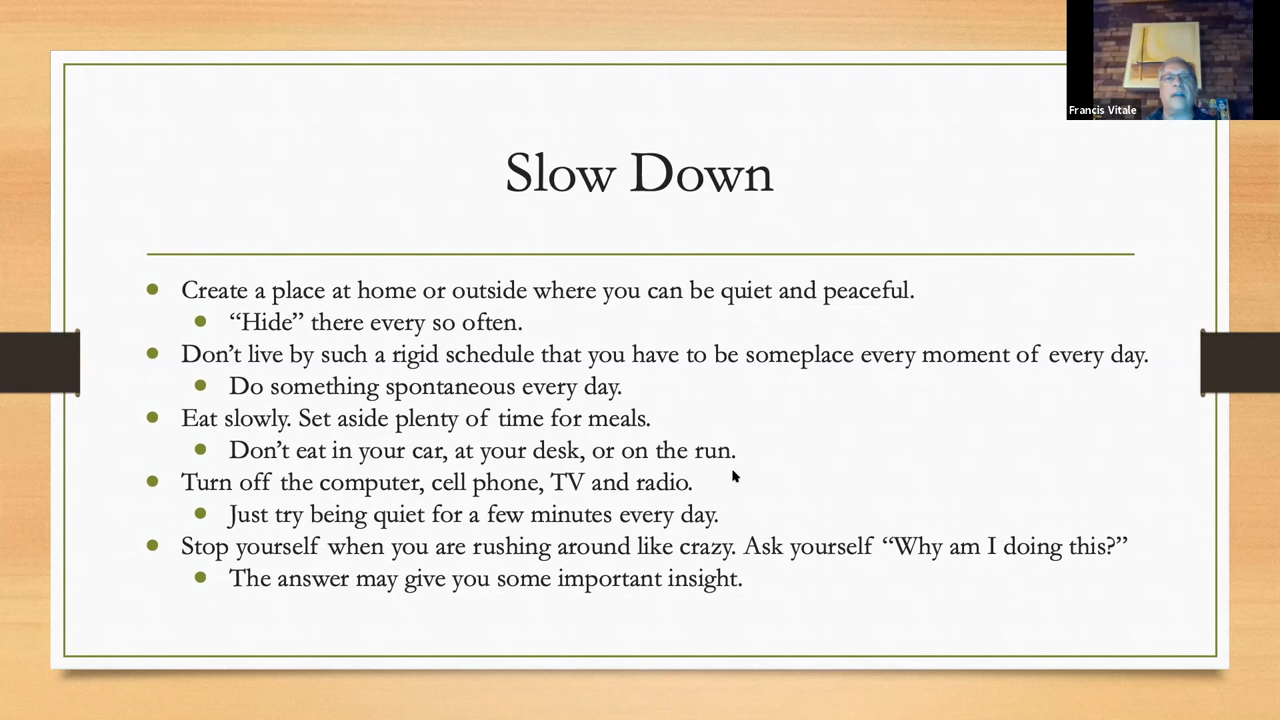 Francis Vitale
Slow Down
Create a place at home or outside where you can be quiet and peaceful.
“Hide” there every so often.
Don’t live by such a rigid schedule that you have to be someplace every moment of every day.
Do something spontaneous every day.
Eat slowly. Set aside plenty of time for meals.
Don’t eat in your car, at your desk, or on the run.
Turn off the computer, cell phone, TV and radio.
Just try being quiet for a few minutes every day.
Stop yourself when you are rushing around like crazy. Ask yourself “Why am I doing this?”
The answer may give you some important insight.